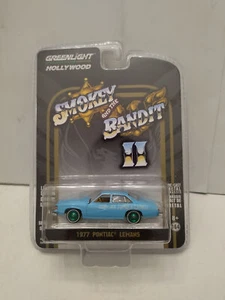 GREENLIGHT
HOLLYWOOD
SMOKEY
AND THE
BANDIT
II
1977 PONTIAC LEMANS